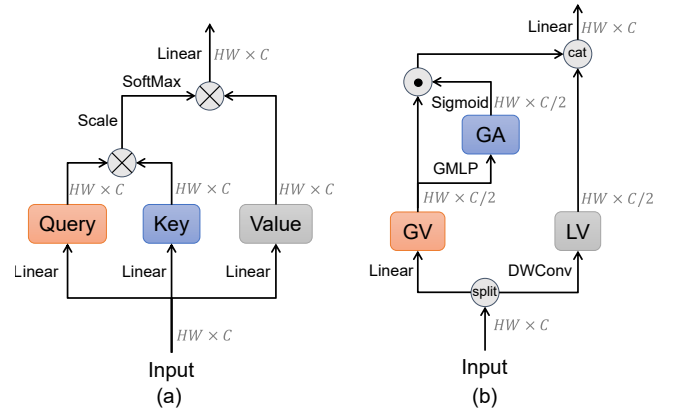 Linear
HW × C
SoftMax
Scale
HW × C
HW × C
HW × C
Query
Key
Value
Linear
Linear
Linear
HW × C
Input
(a)
Linear
HW × C
cat
Sigmoid
HW × C/2
GA
GMLP
HW × C/2
HW × C/2
GV
LV
Linear
DWConv
split
HW × C
Input
(b)